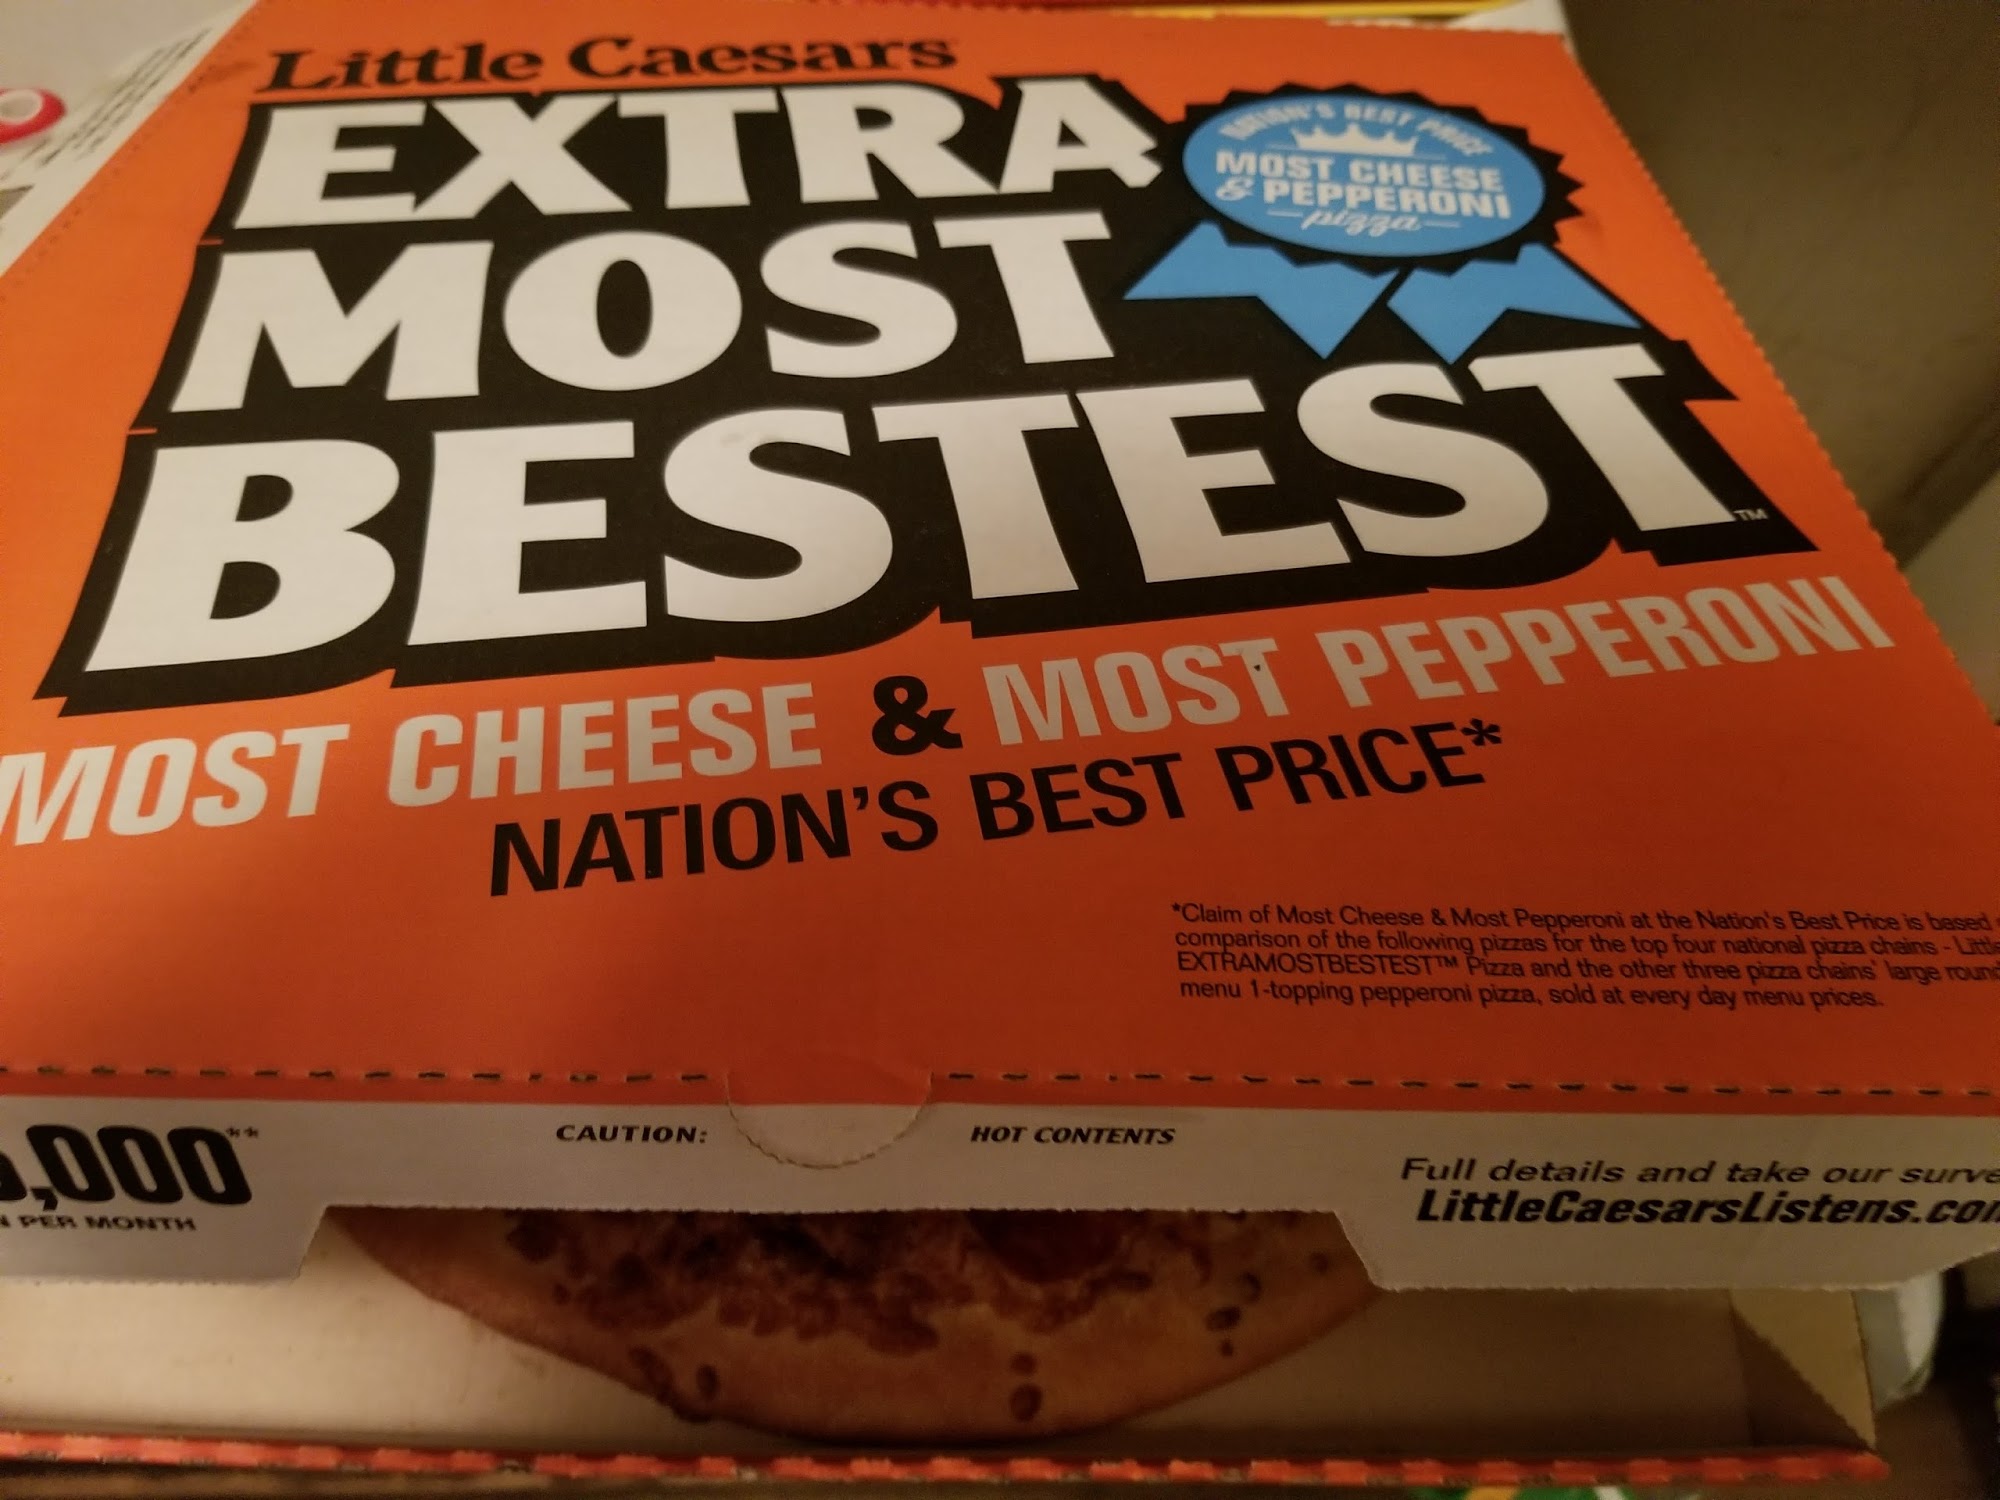 Little Caesars
EXTRA
MOST
BESTEST™
NATION'S BEST PRICE
MOST CHEESE
& PEPPERONI
pizza
MOST CHEESE & MOST PEPPERONI
NATION'S BEST PRICE*
*Claim of Most Cheese & Most Pepperoni at the Nation's Best Price is based
comparison of the following pizzas for the top four national pizza chains - Little
EXTRAMOSTBESTEST™ Pizza and the other three pizza chains' large round
menu 1-topping pepperoni pizza, sold at every day menu prices.
,000**
PER MONTH
CAUTION: HOT CONTENTS
Full details and take our surve
LittleCaesarsListens.com